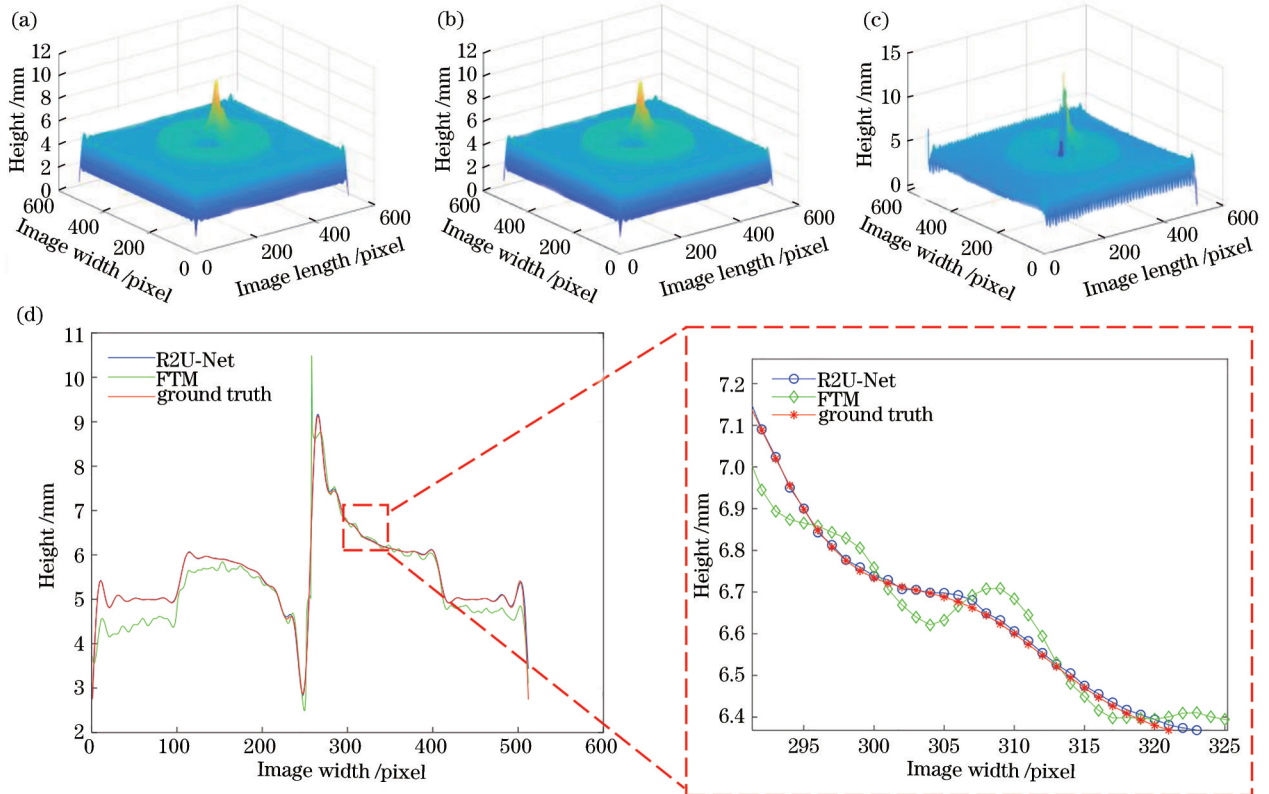 (a)
12
10
8
6
4
2
0
Height /mm
600
400
200
0
Image width /pixel
0
200
400
600
Image length /pixel
(b)
12
10
8
6
4
2
0
Height /mm
600
400
200
0
Image width /pixel
0
200
400
600
Image length /pixel
(c)
15
10
5
0
Height /mm
600
400
200
0
Image width /pixel
0
200
400
600
Image length /pixel
(d)
11
10
9
8
7
6
5
4
3
2
Height /mm
R2U-Net
FTM
ground truth
0 100 200 300 400 500 600
Image width /pixel
7.2
7.1
7.0
6.9
6.8
6.7
6.6
6.5
6.4
Height /mm
R2U-Net
FTM
ground truth
295 300 305 310 315 320 325
Image width /pixel